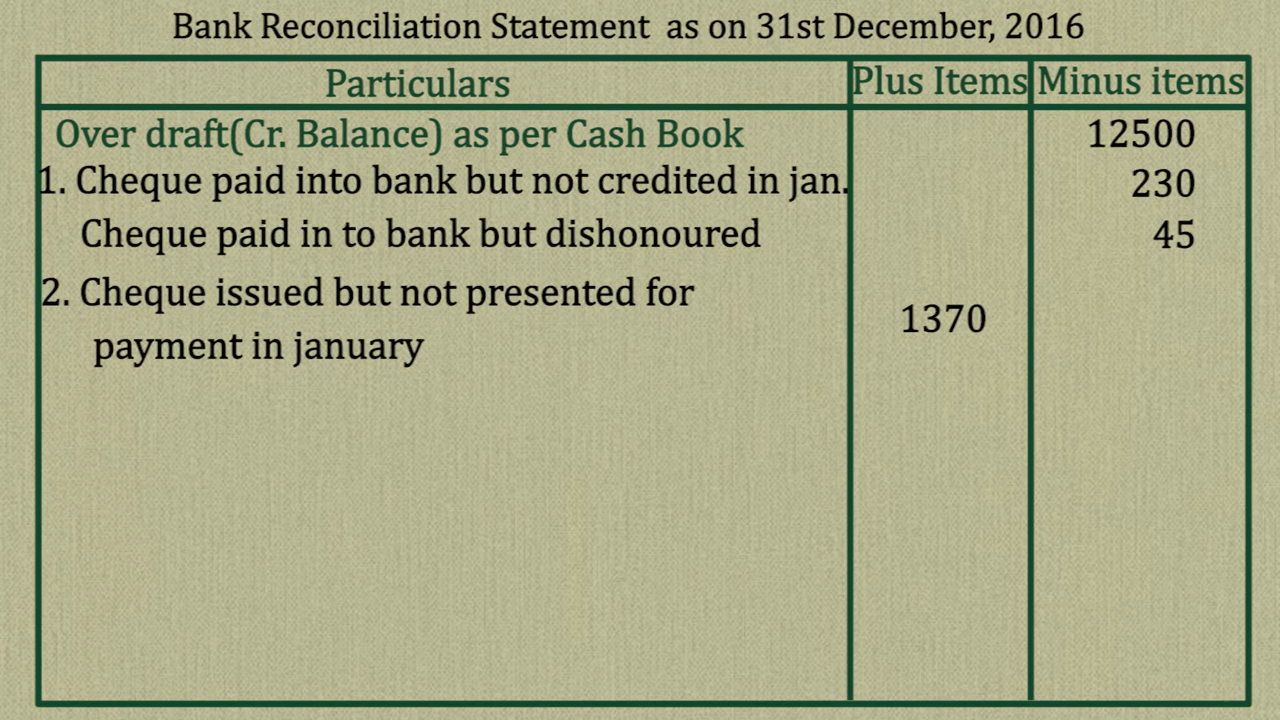 Bank Reconciliation Statement as on 31st December, 2016
Particulars Plus Items Minus items
Over draft(Cr. Balance) as per Cash Book 12500
1. Cheque paid into bank but not credited in jan. 230
Cheque paid in to bank but dishonoured 45
2. Cheque issued but not presented for
1370
payment in january